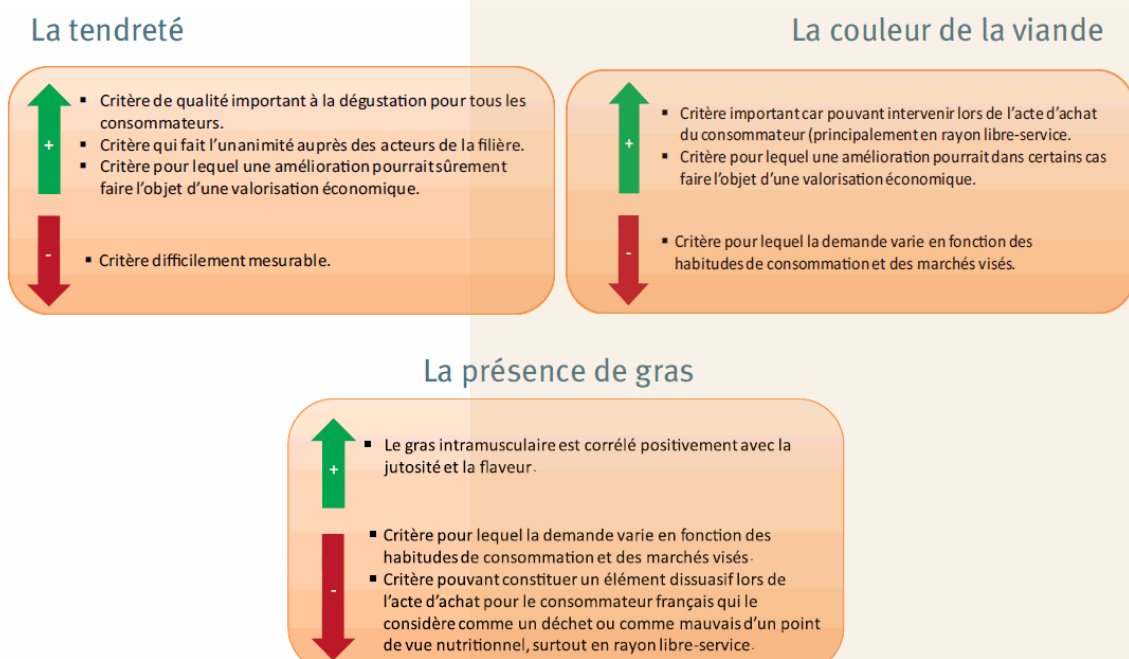 La tendreté
+
▪ Critère de qualité important à la dégustation pour tous les
consommateurs.
▪ Critère qui fait l'unanimité auprès des acteurs de la filière.
▪ Critère pour lequel une amélioration pourrait sûrement
faire l'objet d'une valorisation économique.
-
▪ Critère difficilement mesurable.
La couleur de la viande
+
▪ Critère important car pouvant intervenir lors de l'acte d'achat
du consommateur (principalement en rayon libre-service.
▪ Critère pour lequel une amélioration pourrait dans certains cas
faire l'objet d'une valorisation économique.
-
▪ Critère pour lequel la demande varie en fonction des
habitudes de consommation et des marchés visés.
La présence de gras
+
▪ Le gras intramusculaire est corrélé positivement avec la
jutosité et la flaveur.
-
▪ Critère pour lequel la demande varie en fonction des
habitudes de consommation et des marchés visés.
▪ Critère pouvant constituer un élément dissuasif lors de
l'acte d'achat pour le consommateur français qui le
considère comme un déchet ou comme mauvais d'un point
de vue nutritionnel, surtout en rayon libre-service.